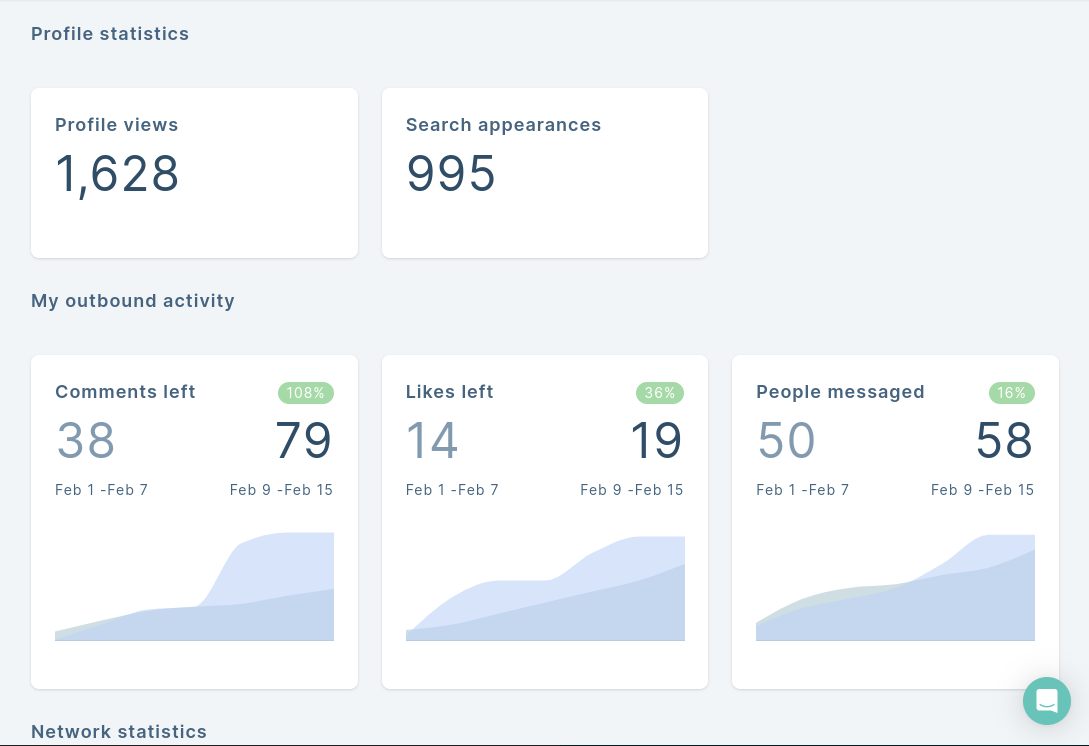 Profile statistics
Profile views
1,628
Search appearances
995
My outbound activity
Comments left 108%
38 79
Feb 1 -Feb 7 Feb 9 -Feb 15
Likes left 36%
14 19
Feb 1 -Feb 7 Feb 9 -Feb 15
People messaged 16%
50 58
Feb 1 -Feb 7 Feb 9 -Feb 15
Network statistics